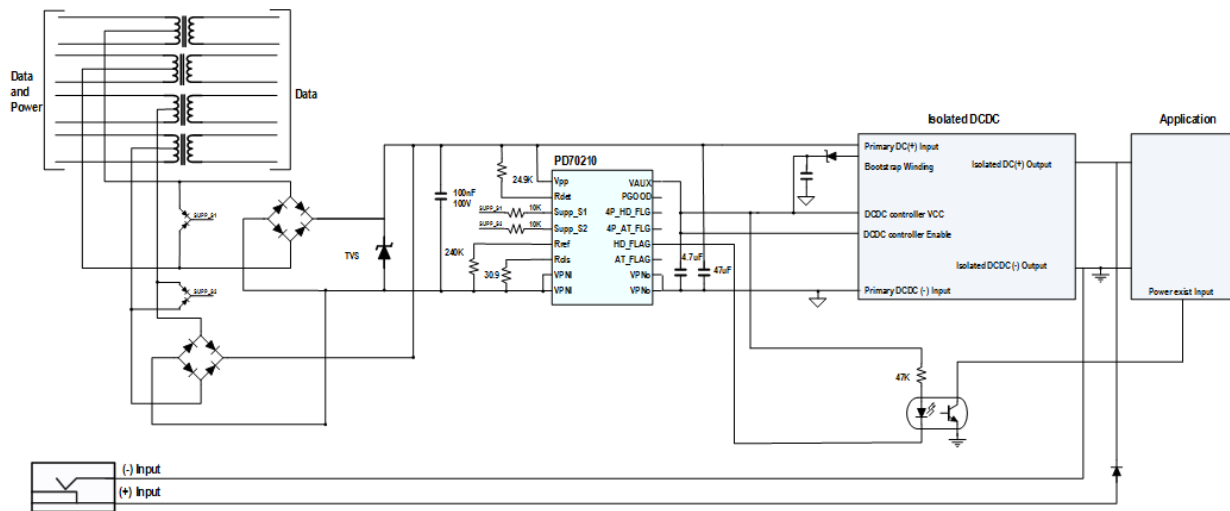 Data
and
Power
Data
SUPP_S1
SUPP_S2
TVS
100nF
100V
24.9K
SUPP_S1
10K
SUPP_S2
10K
240K
30.9
PD70210
Vpp
Rdet
Supp_S1
Supp_S2
Rref
Rcls
VPNI
VPNI
VAUX
PGOOD
4P_HD_FLG
4P_AT_FLG
HD_FLAG
AT_FLAG
VPNo
VPNo
4.7uF
47uF
Isolated DCDC
Primary DC(+) Input
Bootstrap Winding
Isolated DC(+) Output
DCDC controller VCC
DCDC controller Enable
Isolated DCDC(-) Output
Primary DCDC (-) Input
Application
Power exist Input
47K
(-) Input
(+) Input